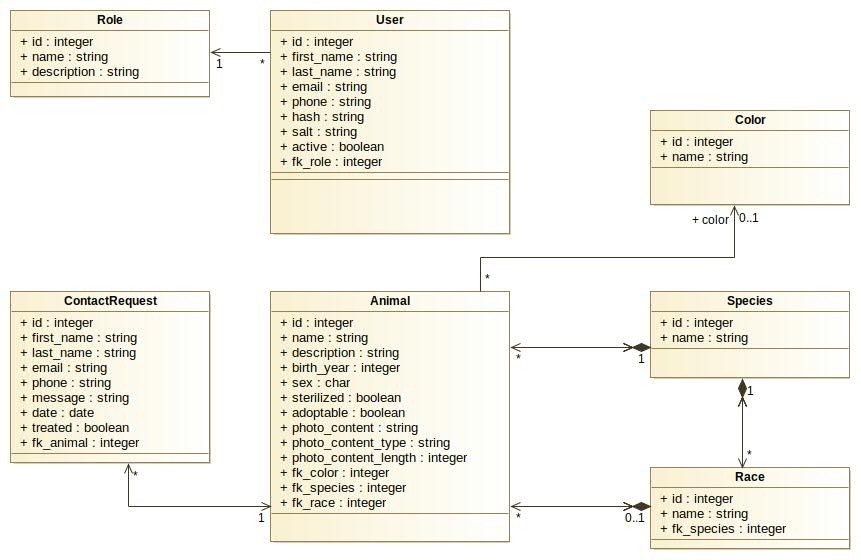 Role
+ id : integer
+ name : string
+ description : string
1
*
User
+ id : integer
+ first_name : string
+ last_name : string
+ email : string
+ phone : string
+ hash : string
+ salt : string
+ active : boolean
+ fk_role : integer
Color
+ id : integer
+ name : string
+ color
0..1
*
ContactRequest
+ id : integer
+ first_name : string
+ last_name : string
+ email : string
+ phone : string
+ message : string
+ date : date
+ treated : boolean
+ fk_animal : integer
*
1
Animal
+ id : integer
+ name : string
+ description : string
+ birth_year : integer
+ sex : char
+ sterilized : boolean
+ adoptable : boolean
+ photo_content : string
+ photo_content_type : string
+ photo_content_length : integer
+ fk_color : integer
+ fk_species : integer
+ fk_race : integer
*
1
Species
+ id : integer
+ name : string
1
*
*
0..1
Race
+ id : integer
+ name : string
+ fk_species : integer